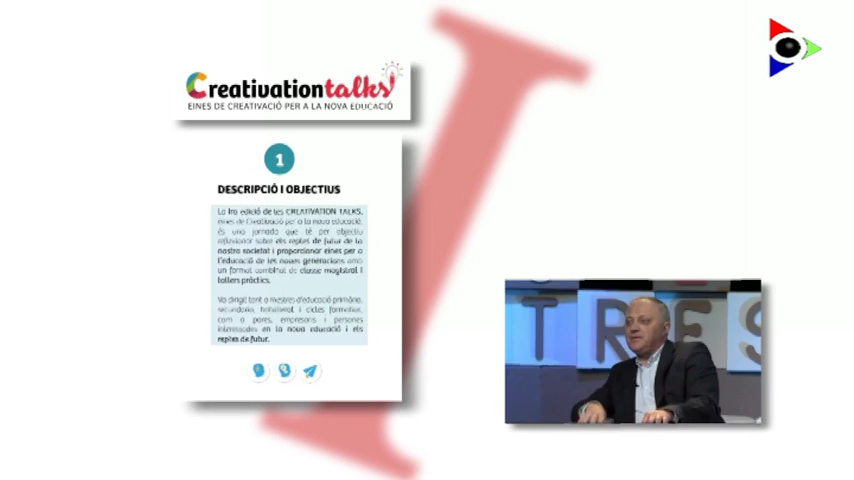 Creativationtalks
EINES DE CREATIVACIÓ PER A LA NOVA EDUCACIÓ
1
DESCRIPCIÓ I OBJECTIUS
La 1ra edició de les CREATIVATION TALKS,
eines de Creativació per a la nova educació,
és una jornada que té per objectiu
reflexionar sobre els reptes de futur de la
nostra societat i proporcionar eines per a
l'educació de les noves generacions amb
un format combinat de classe magistral i
tallers pràctics.
Va dirigit tant a mestres d'educació primària,
secundària, batxillerat i cicles formatius,
com a pares, empresaris i persones
interessades en la nova educació i els
reptes de futur.
TRES